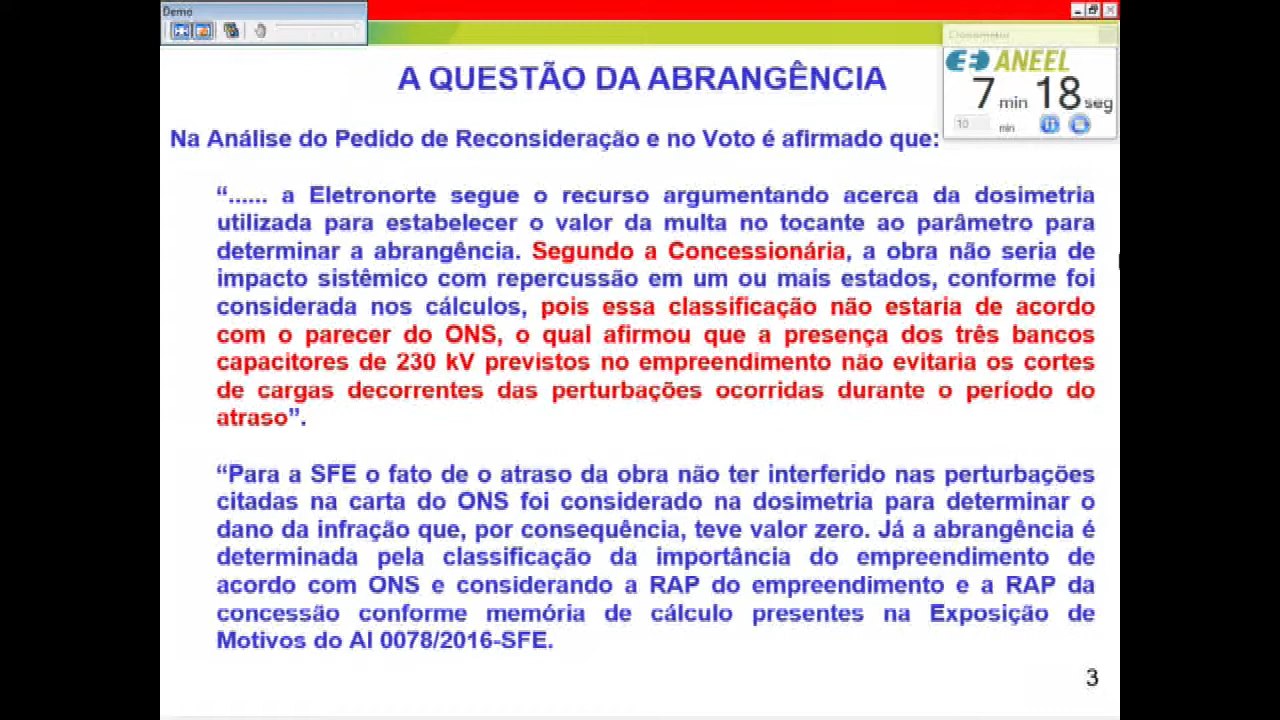 Demo
Cronometro
ANEEL
7 min 18 seg
10 min
A QUESTÃO DA ABRANGÊNCIA
Na Análise do Pedido de Reconsideração e no Voto é afirmado que:
“...... a Eletronorte segue o recurso argumentando acerca da dosimetria
utilizada para estabelecer o valor da multa no tocante ao parâmetro para
determinar a abrangência. Segundo a Concessionária, a obra não seria de
impacto sistêmico com repercussão em um ou mais estados, conforme foi
considerada nos cálculos, pois essa classificação não estaria de acordo
com o parecer do ONS, o qual afirmou que a presença dos três bancos
capacitores de 230 kV previstos no empreendimento não evitaria os cortes
de cargas decorrentes das perturbações ocorridas durante o período do
atraso”.
“Para a SFE o fato de o atraso da obra não ter interferido nas perturbações
citadas na carta do ONS foi considerado na dosimetria para determinar o
dano da infração que, por consequência, teve valor zero. Já a abrangência é
determinada pela classificação da importância do empreendimento de
acordo com ONS e considerando a RAP do empreendimento e a RAP da
concessão conforme memória de cálculo presentes na Exposição de
Motivos do AI 0078/2016-SFE.
3